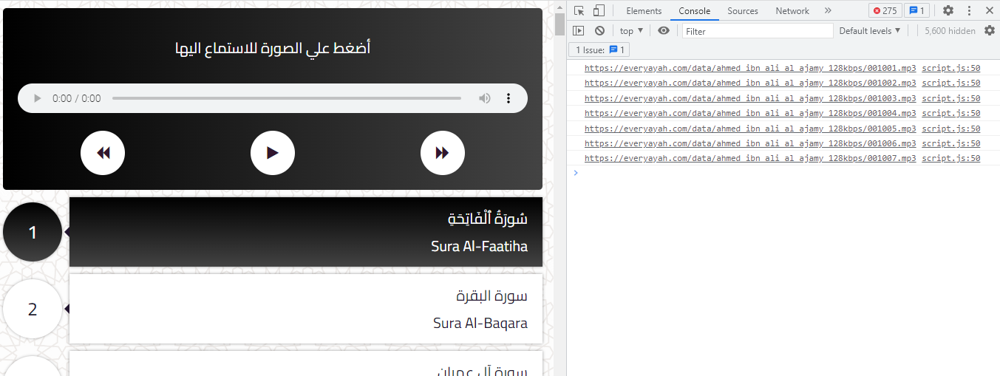 أضغط علي الصورة للاستماع اليها
0:00 / 0:00
1
سُورَةُ ٱلْفَاتِحَةِ
Sura Al-Faatiha
2
سورة البقرة
Sura Al-Baqara
سورة آل عمران
Elements Console Sources Network » 275 1
top Filter Default levels 5,600 hidden
1 Issue: 1
https://everyayah.com/data/ahmed_ibn_ali_al_ajamy_128kbps/001001.mp3 script.js:50
https://everyayah.com/data/ahmed_ibn_ali_al_ajamy_128kbps/001002.mp3 script.js:50
https://everyayah.com/data/ahmed_ibn_ali_al_ajamy_128kbps/001003.mp3 script.js:50
https://everyayah.com/data/ahmed_ibn_ali_al_ajamy_128kbps/001004.mp3 script.js:50
https://everyayah.com/data/ahmed_ibn_ali_al_ajamy_128kbps/001005.mp3 script.js:50
https://everyayah.com/data/ahmed_ibn_ali_al_ajamy_128kbps/001006.mp3 script.js:50
https://everyayah.com/data/ahmed_ibn_ali_al_ajamy_128kbps/001007.mp3 script.js:50